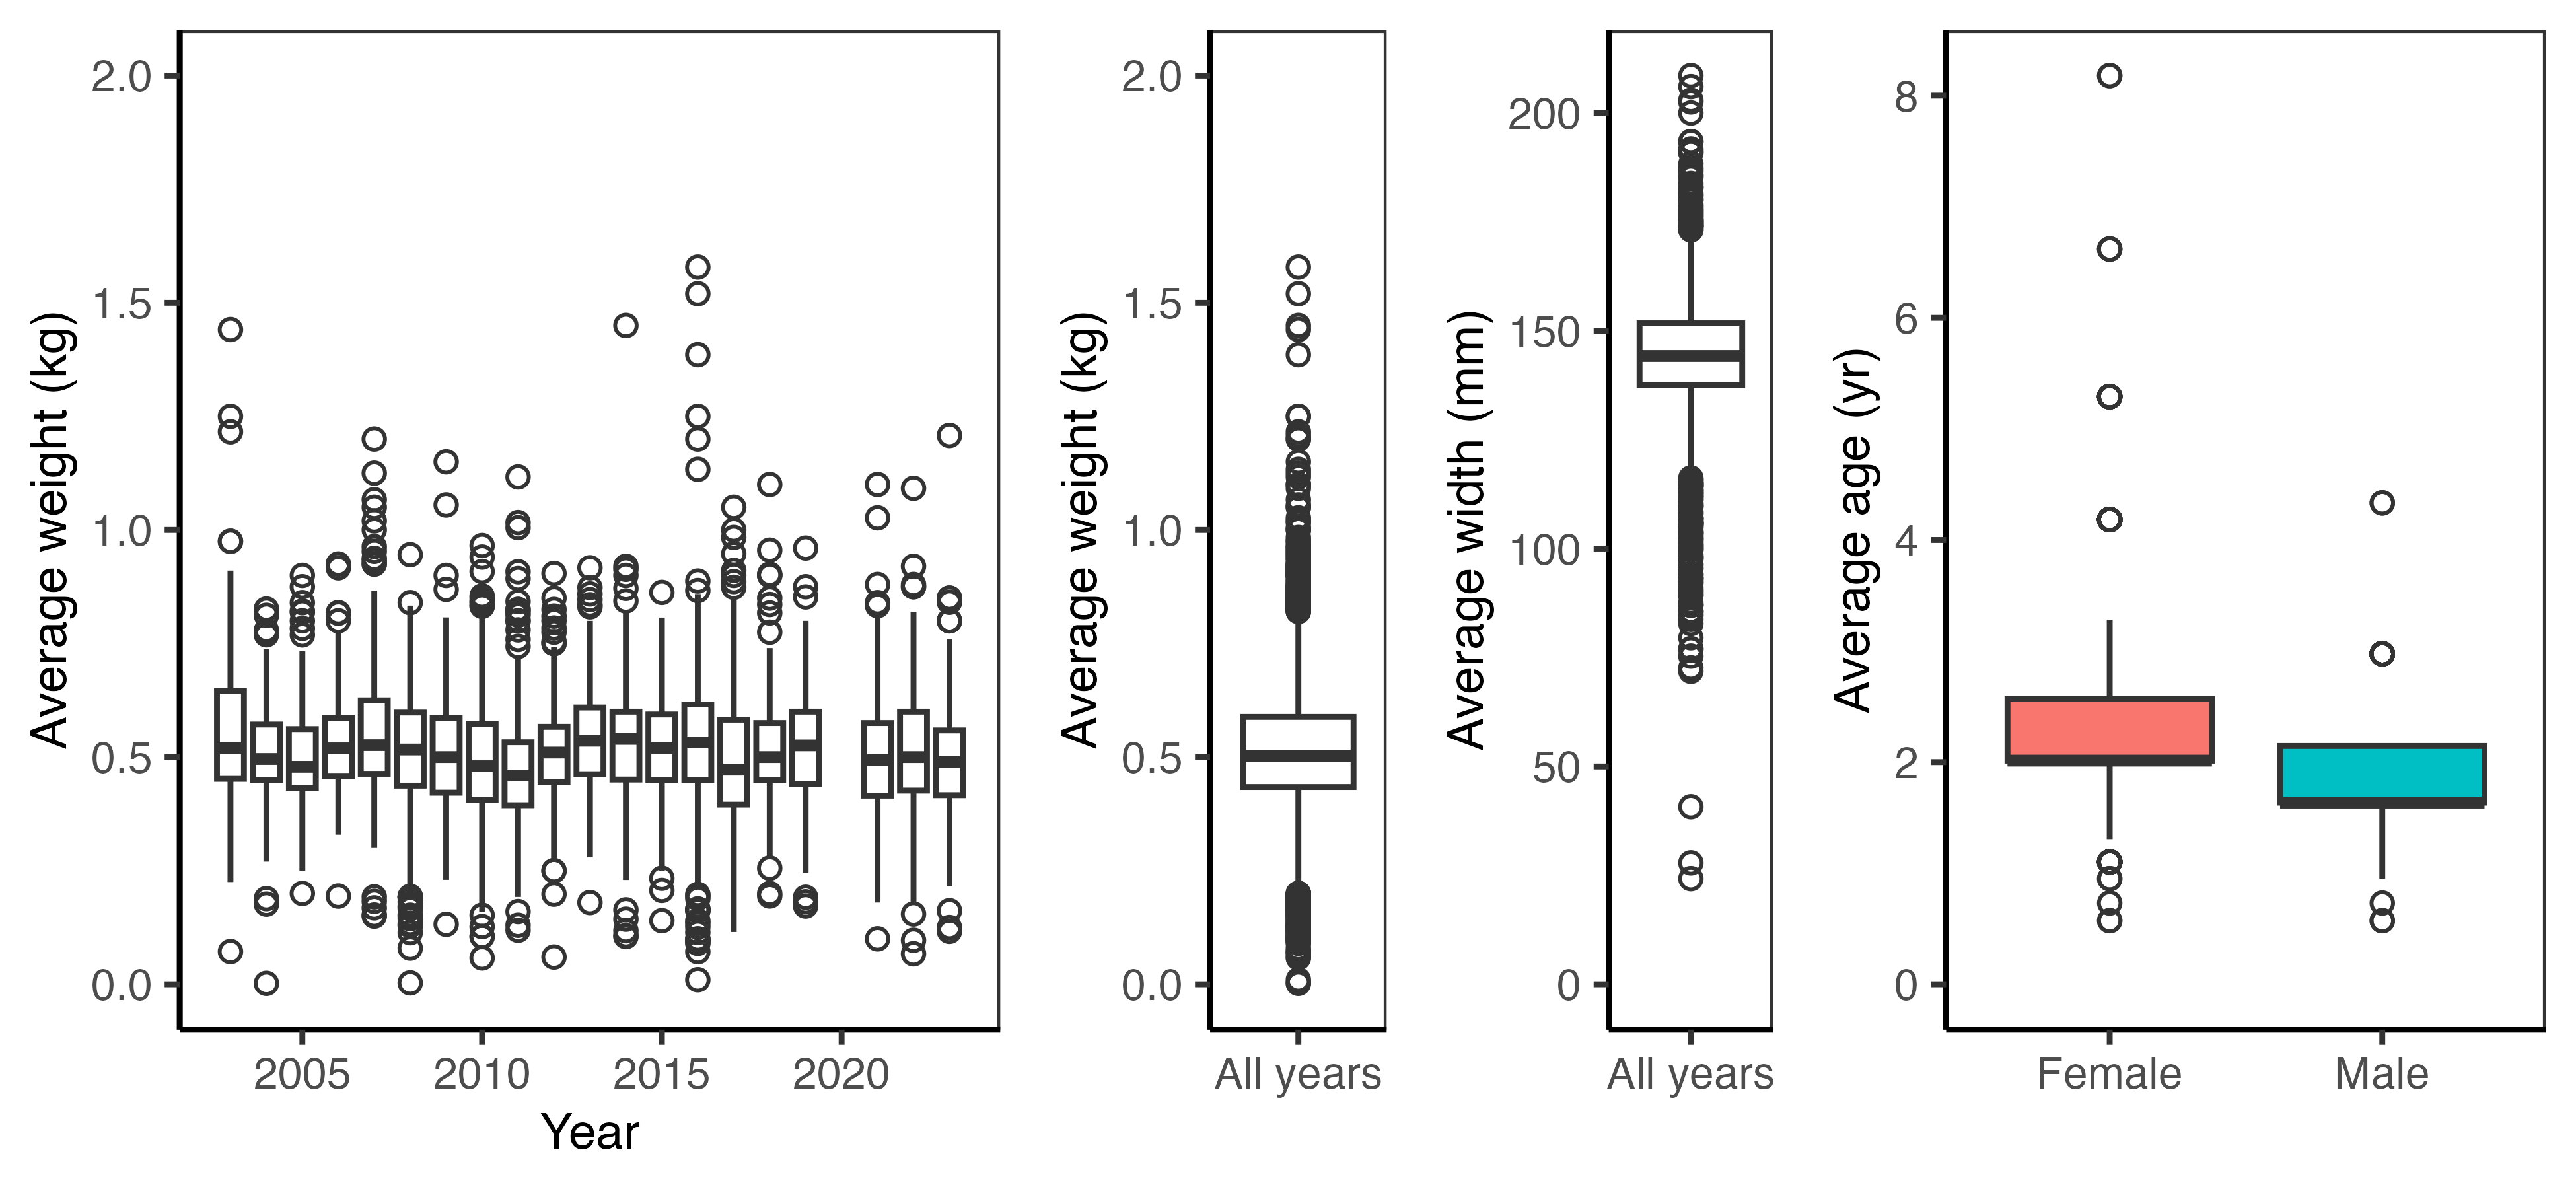 Average weight (kg)
2.0
1.5
1.0
0.5
0.0
2005 2010 2015 2020
Year
Average weight (kg)
2.0
1.5
1.0
0.5
0.0
All years
Average width (mm)
200
150
100
50
0
All years
Average age (yr)
8
6
4
2
0
Female Male